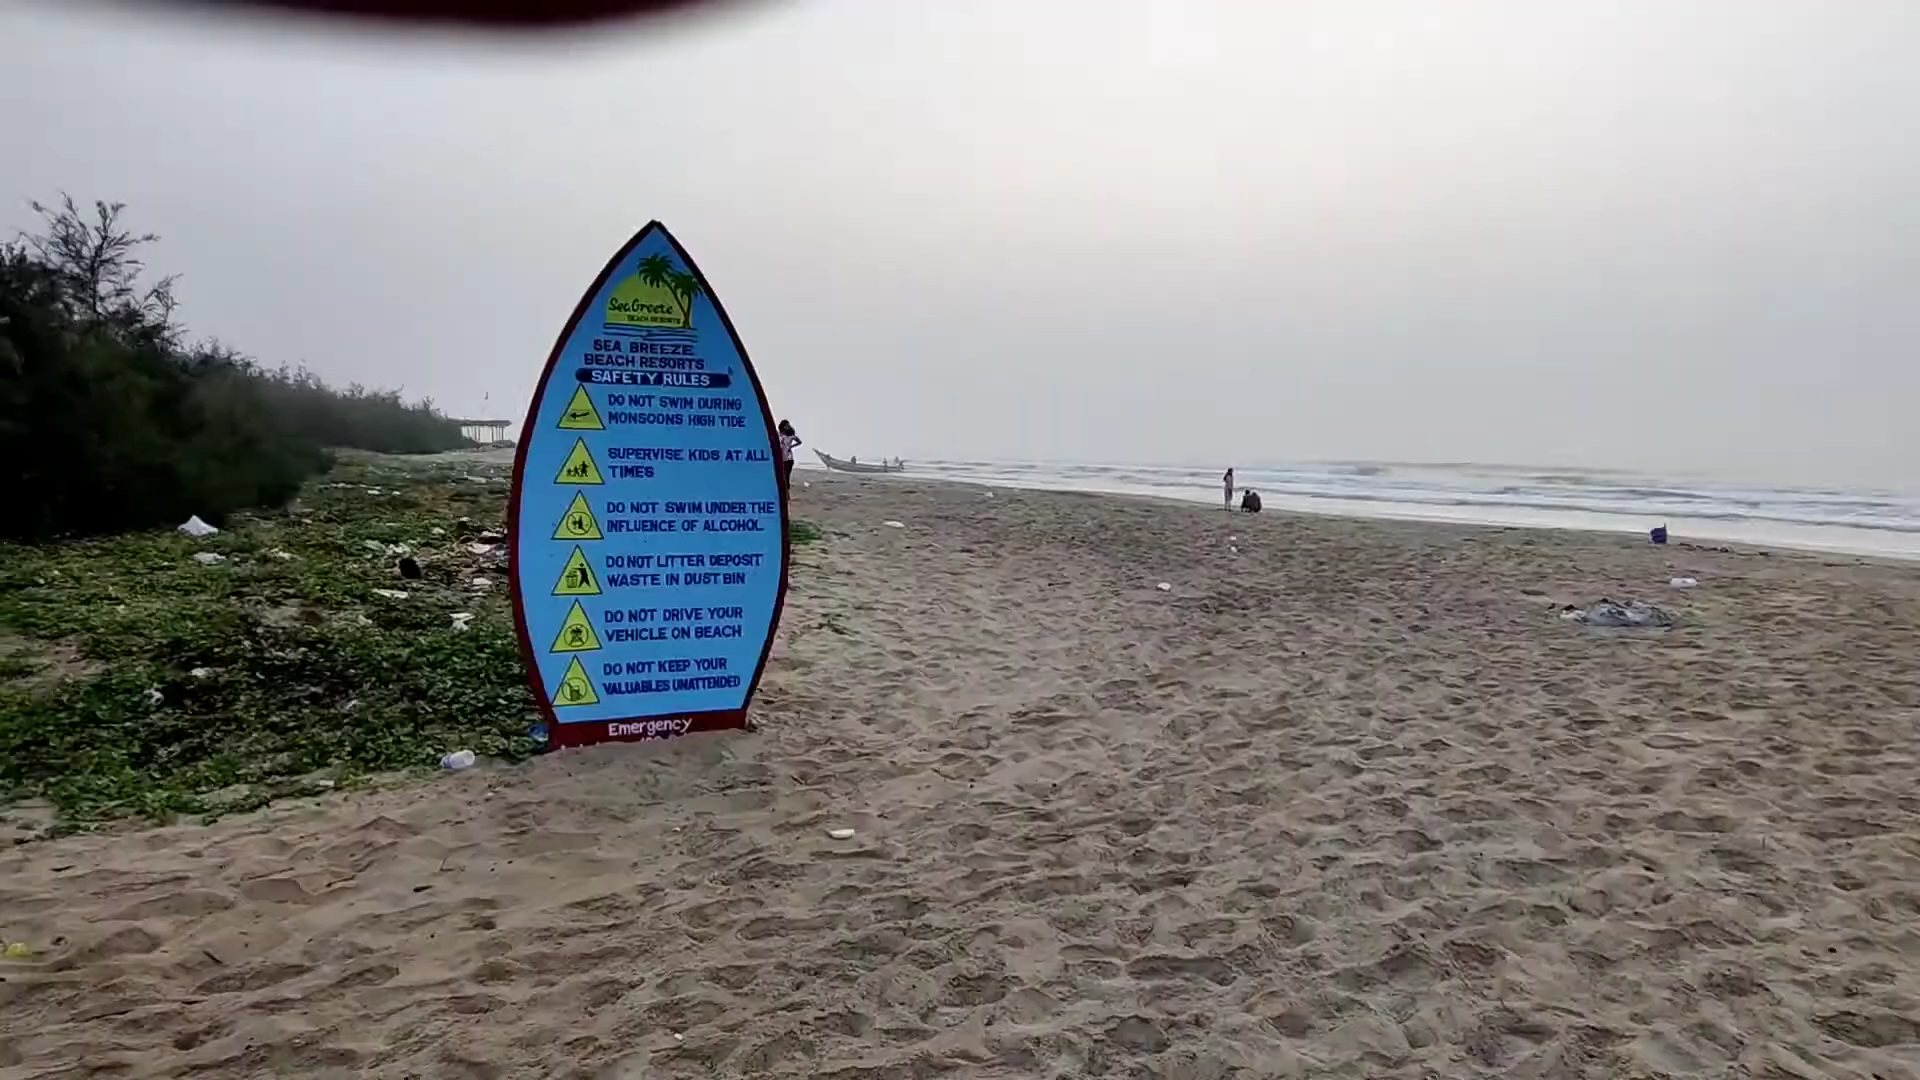 Sea Breeze
BEACH RESORTS
SEA BREEZE
BEACH RESORTS
SAFETY RULES
DO NOT SWIM DURING
MONSOONS HIGH TIDE
SUPERVISE KIDS AT ALL
TIMES
DO NOT SWIM UNDER THE
INFLUENCE OF ALCOHOL
DO NOT LITTER DEPOSIT
WASTE IN DUST BIN
DO NOT DRIVE YOUR
VEHICLE ON BEACH
DO NOT KEEP YOUR
VALUABLES UNATTENDED
Emergency